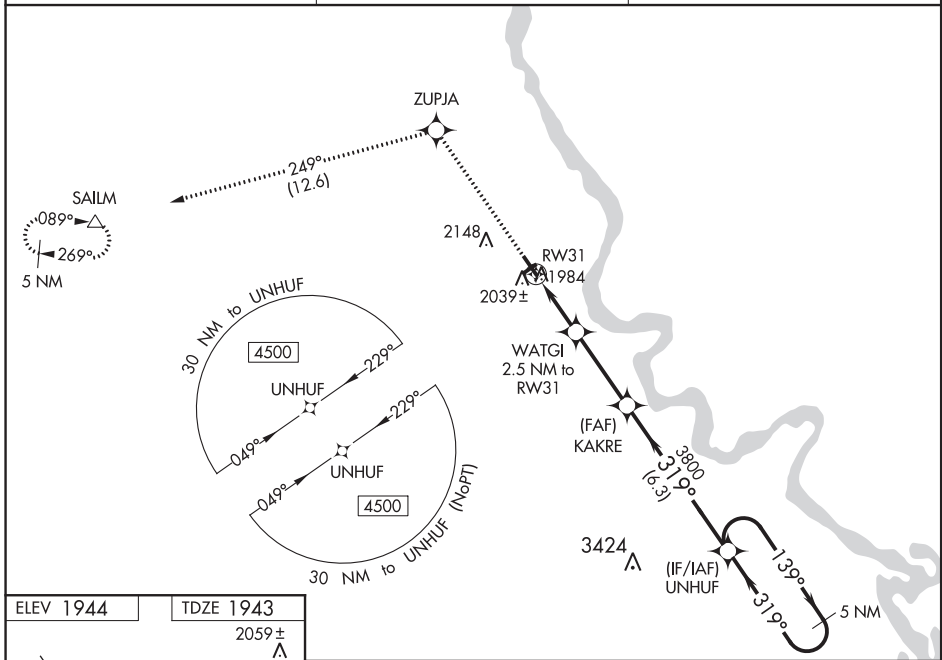 ZUPJA
249°
(12.6)
SAILM
089°
269°
5 NM
2148
RW31
1984
2039±
30 NM to UNHUF
4500
229°
UNHUF
049°
WATGI
2.5 NM to
RW31
229°
UNHUF
049°
4500
30 NM to UNHUF (NoPT)
(FAF)
KAKRE
3800
319°
(6.3)
3424
(IF/IAF)
UNHUF
139°
319°
5 NM
ELEV 1944
TDZE 1943
2059±